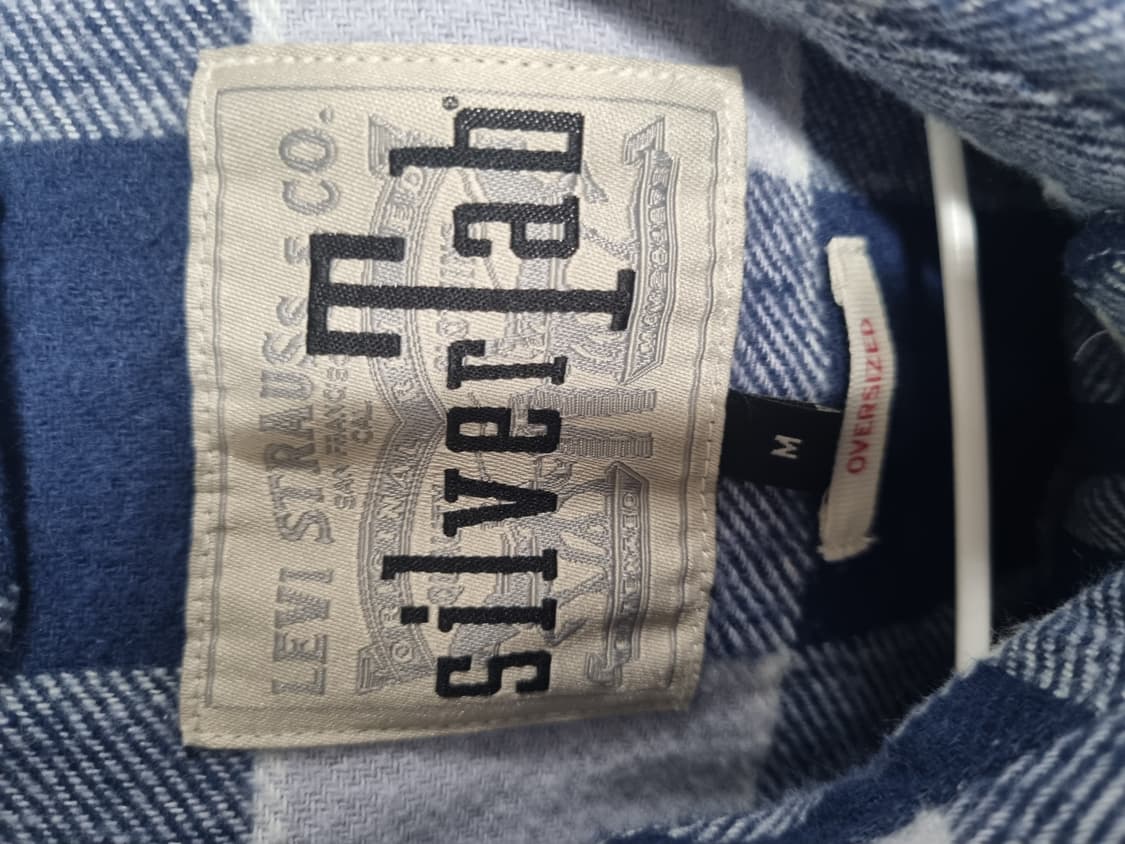 LEVI STRAUSS & CO.
SAN FRANCISCO
CAL.
silverTab
M
OVERSIZED